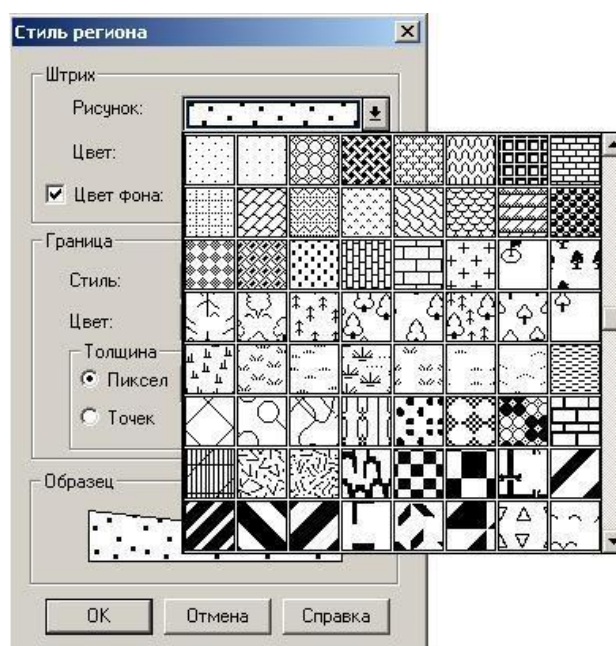 Стиль региона
Штрих
Рисунок:
Цвет:
Цвет фона:
Граница
Стиль:
Цвет:
Толщина
Пиксел
Точек
Образец
OK
Отмена
Справка